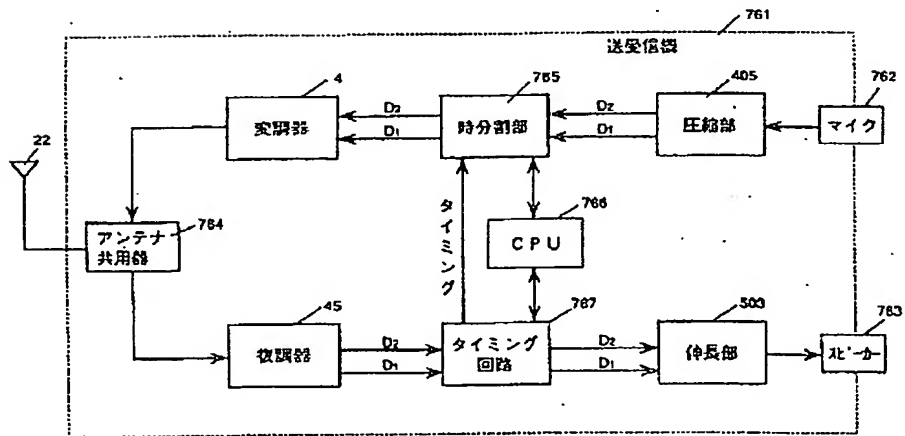 761
送受信機
4
765
405
762
変調器
D2
D1
時分割部
D2
D1
圧縮部
マイク
22
764
アンテナ
共用器
タイミング
766
CPU
45
767
503
763
復調器
D2
D1
タイミング
回路
D2
D1
伸長部
スピーカー